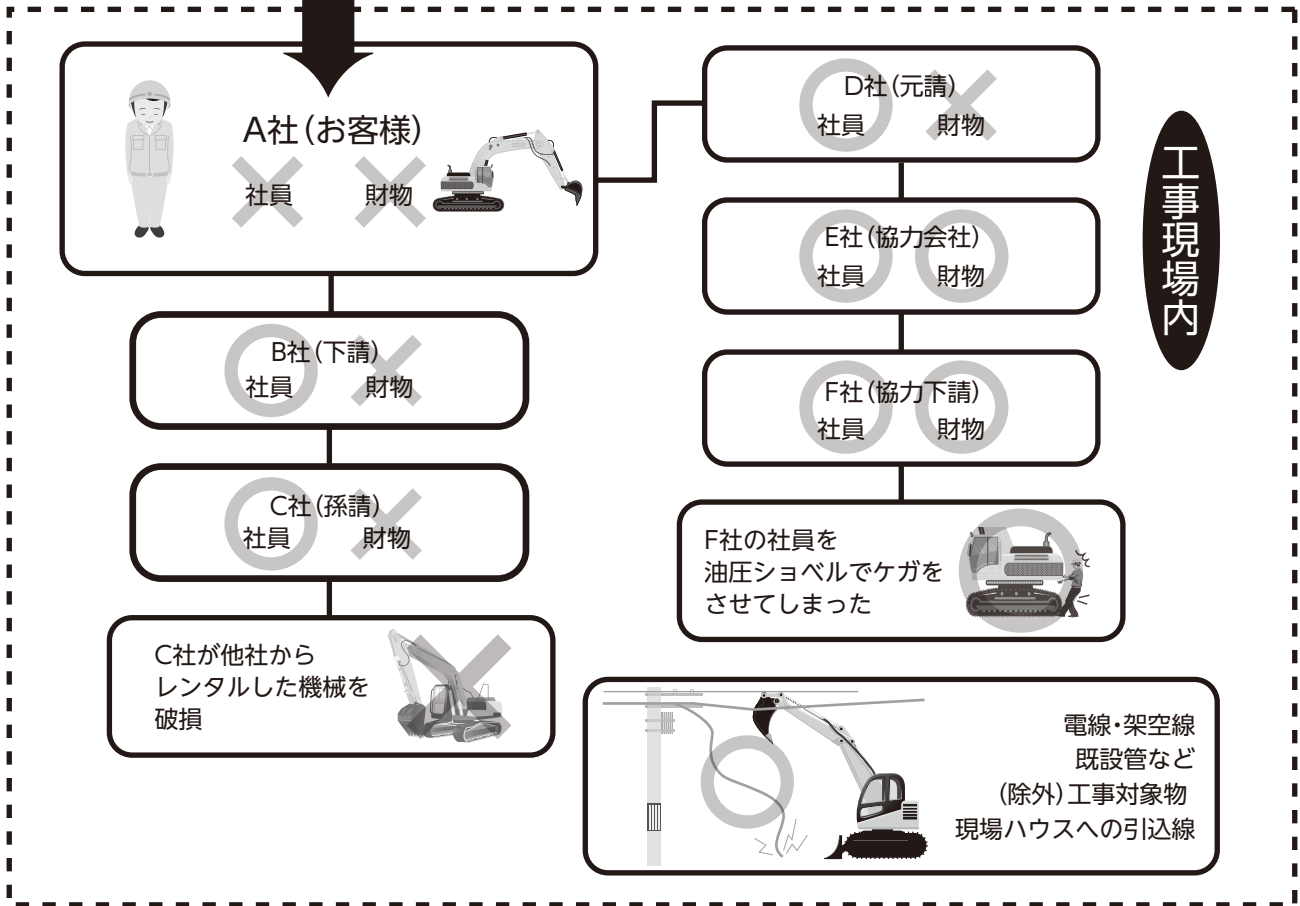 A社(お客様)
社員 財物
B社(下請)
社員 財物
C社(孫請)
社員 財物
C社が他社から
レンタルした機械を
破損
D社(元請)
社員 財物
E社(協力会社)
社員 財物
F社(協力下請)
社員 財物
F社の社員を
油圧ショベルでケガを
させてしまった
電線・架空線
既設管など
(除外)工事対象物
現場ハウスへの引込線
工事現場内